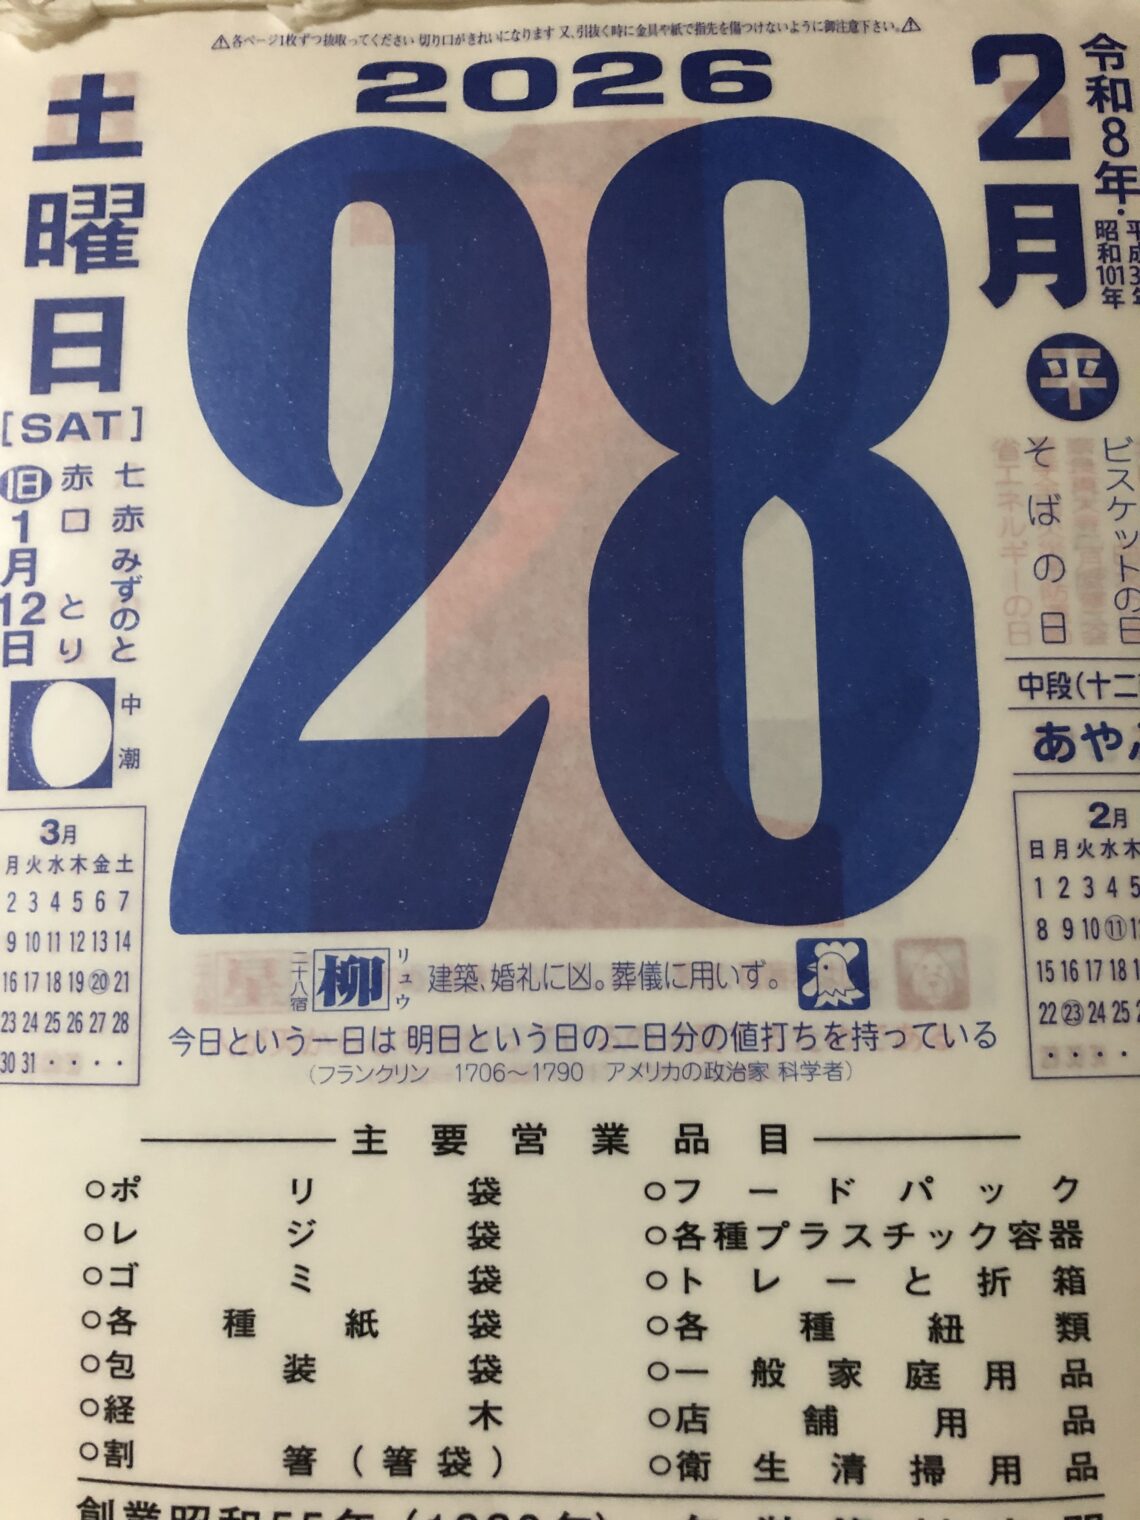 ⚠各ページ1枚ずつ抜取ってください 切り口がきれいになります 又、引抜く時に金具や紙で指先を傷つけないように御注意下さい。⚠
2026
令和8年・
昭和101年
2月
平
ビスケットの日
そばの日
土曜日
[SAT]
28
七赤 みずのと
赤口 とり
旧1月12日
中潮
中段(十二
あや
3月
月火水木金土
2 3 4 5 6 7
9 10 11 12 13 14
16 17 18 19 ⑳ 21
23 24 25 26 27 28
30 31 ・ ・ ・ ・
2月
日月火水木
1 2 3 4 5
8 9 10 ⑪
15 16 17 18
22 ㉓ 24 25
・ ・ ・ ・
二十八宿
柳
リュウ
建築、婚礼に凶。葬儀に用いず。
今日という一日は 明日という日の二日分の値打ちを持っている
(フランクリン 1706〜1790 アメリカの政治家 科学者)
主要営業品目
○ポリ袋
○レジ袋
○ゴミ袋
○各種紙袋
○包装袋
○経木
○割箸(箸袋)
○フードパック
○各種プラスチック容器
○トレーと折箱
○各種紐類
○一般家庭用品
○店舗用品
○衛生清掃用品
創業昭和55年